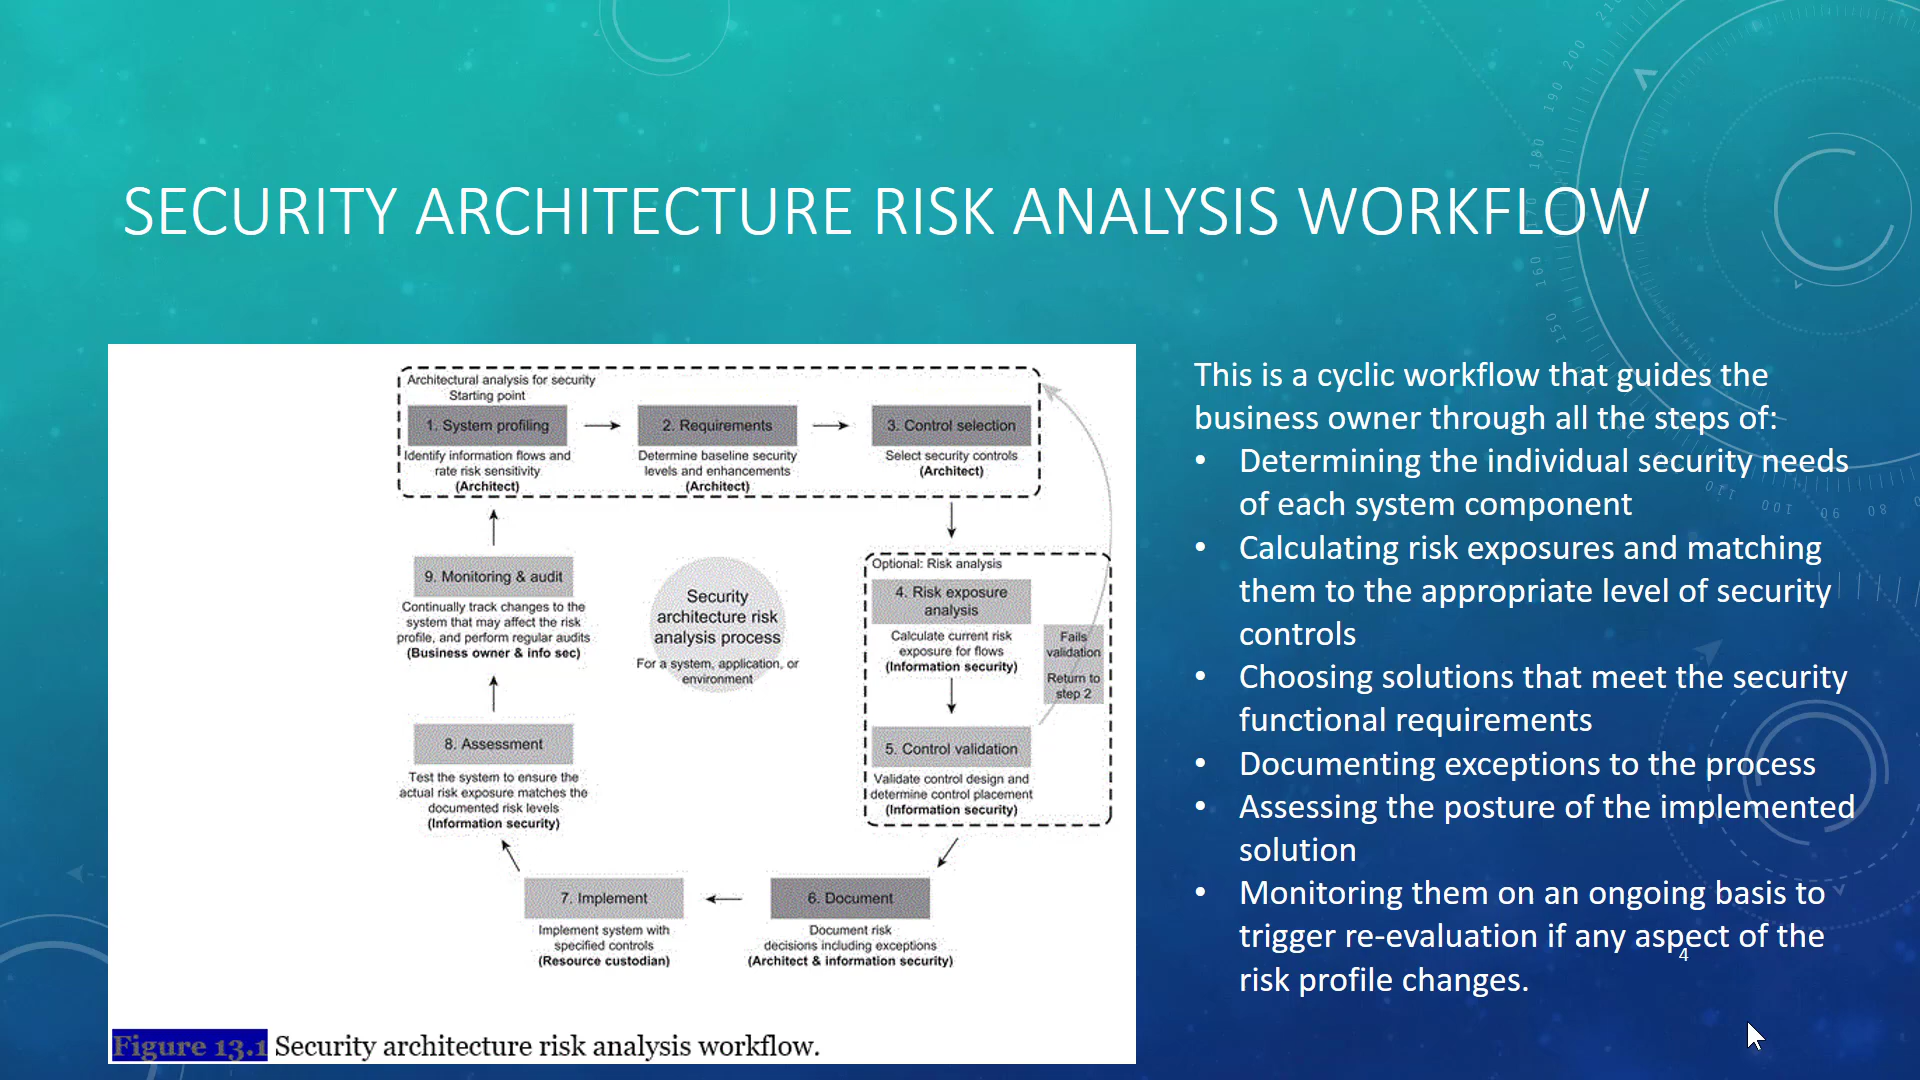 SECURITY ARCHITECTURE RISK ANALYSIS WORKFLOW
Architectural analysis for security
Starting point
1. System profiling
Identify information flows and
rate risk sensitivity
(Architect)
2. Requirements
Determine baseline security
levels and enhancements
(Architect)
3. Control selection
Select security controls
(Architect)
Optional: Risk analysis
4. Risk exposure
analysis
Calculate current risk
exposure for flows
(Information security)
Fails
validation
Return to
step 2
5. Control validation
Validate control design and
determine control placement
(Information security)
6. Document
Document risk
decisions including exceptions
(Architect & information security)
7. Implement
Implement system with
specified controls
(Resource custodian)
8. Assessment
Test the system to ensure the
actual risk exposure matches the
documented risk levels
(Information security)
9. Monitoring & audit
Continually track changes to the
system that may affect the risk
profile, and perform regular audits
(Business owner & info sec)
Security
architecture risk
analysis process
For a system, application, or
environment
Figure 13.1 Security architecture risk analysis workflow.
This is a cyclic workflow that guides the
business owner through all the steps of:
• Determining the individual security needs
of each system component
• Calculating risk exposures and matching
them to the appropriate level of security
controls
• Choosing solutions that meet the security
functional requirements
• Documenting exceptions to the process
• Assessing the posture of the implemented
solution
• Monitoring them on an ongoing basis to
trigger re-evaluation if any aspect of the
risk profile changes.
4
210
200
190
180
170
160
150
110
100
90
80